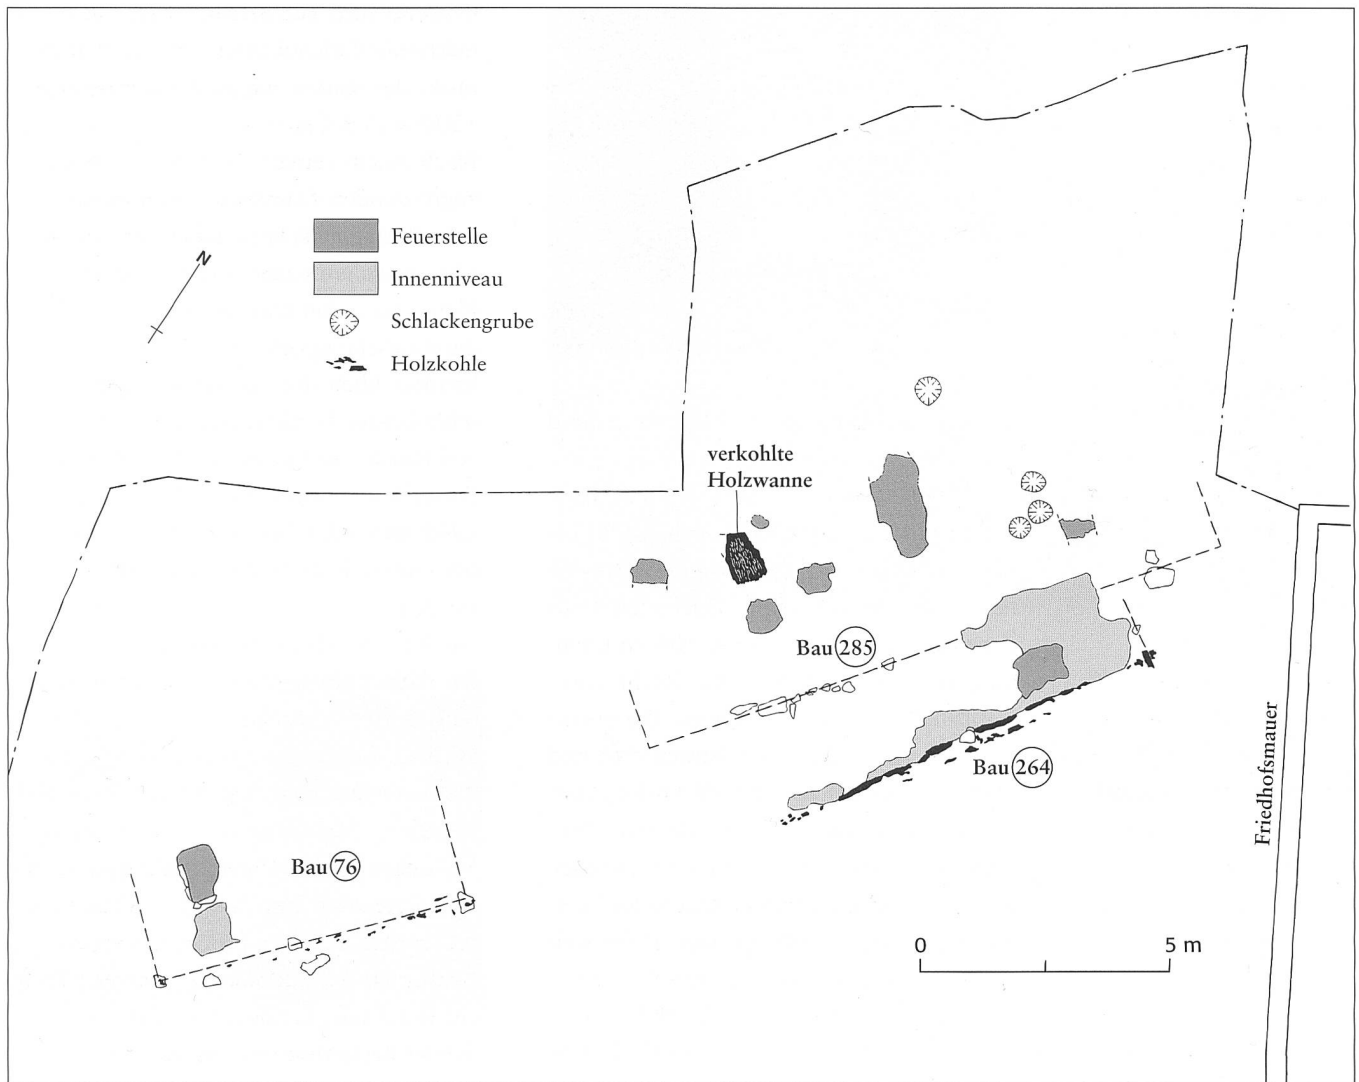 N
Feuerstelle
Innenniveau
Schlackengrube
Holzkohle
verkohlte
Holzwanne
Bau 285
Bau 264
Bau 76
Friedhofsmauer
0 5 m